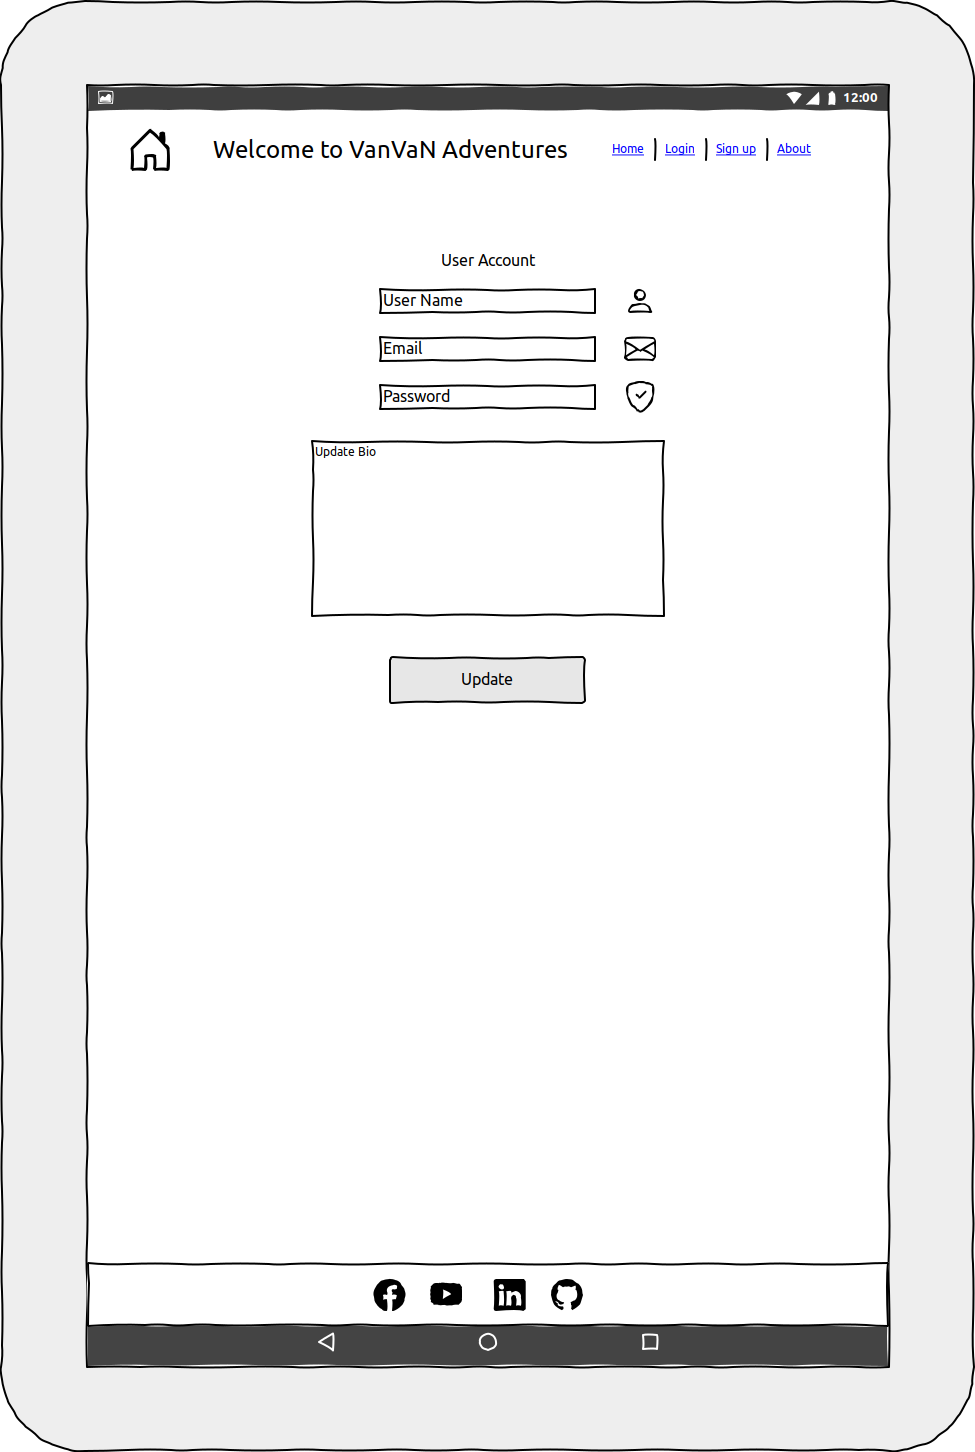 12:00
Welcome to VanVaN Adventures
Home | Login | Sign up | About
User Account
User Name
Email
Password
Update Bio
Update